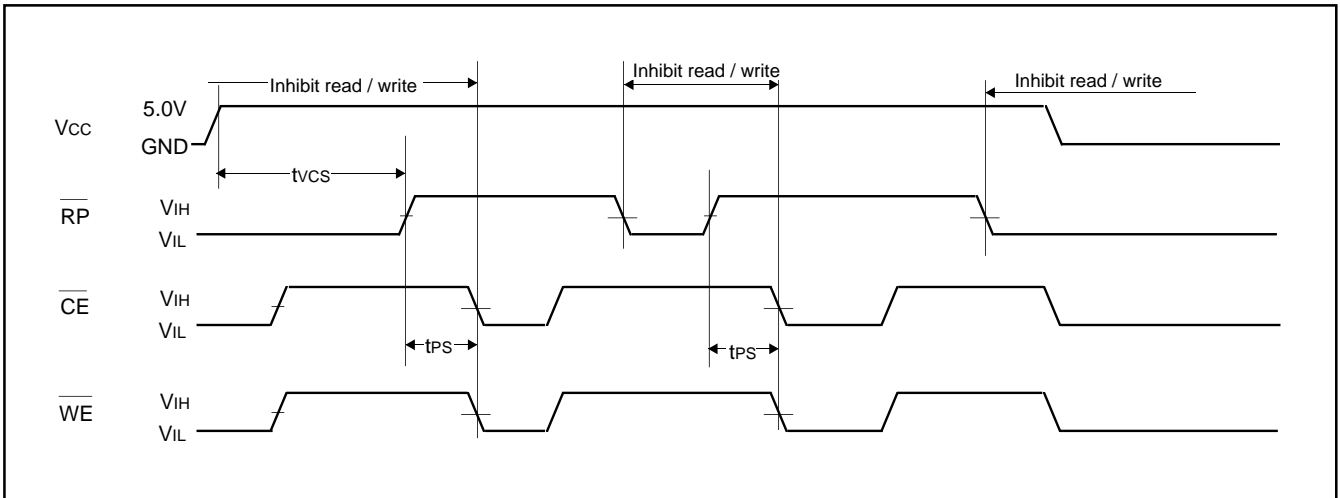 Inhibit read / write
Inhibit read / write
Inhibit read / write
VCC
5.0V
GND
tVCS
RP
VIH
VIL
CE
VIH
VIL
tPS
tPS
WE
VIH
VIL